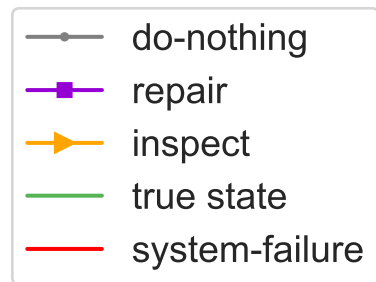 do-nothing
repair
inspect
true state
system-failure